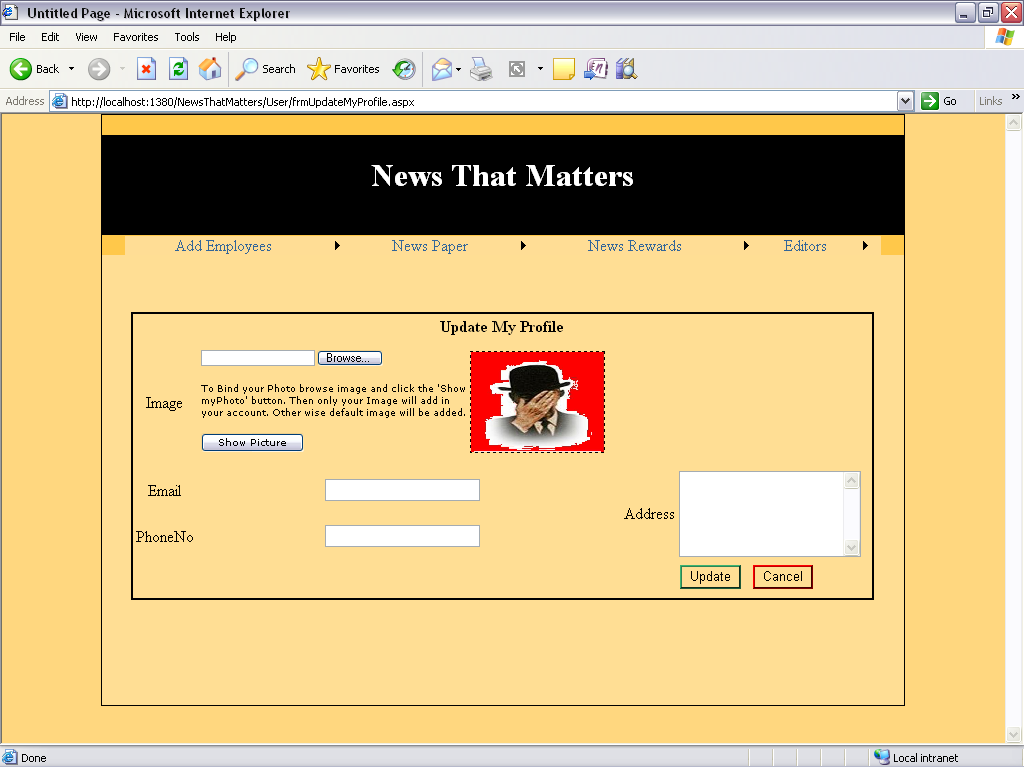 Untitled Page - Microsoft Internet Explorer
File Edit View Favorites Tools Help
Back Search Favorites
Address http://localhost:1380/NewsThatMatters/User/frmUpdateMyProfile.aspx Go Links »
News That Matters
Add Employees News Paper News Rewards Editors
Update My Profile
Browse...
Image
To Bind your Photo browse image and click the 'Show
myPhoto' button. Then only your Image will add in
your account. Other wise default image will be added.
Show Picture
Email
Address
PhoneNo
Update Cancel
Done Local intranet